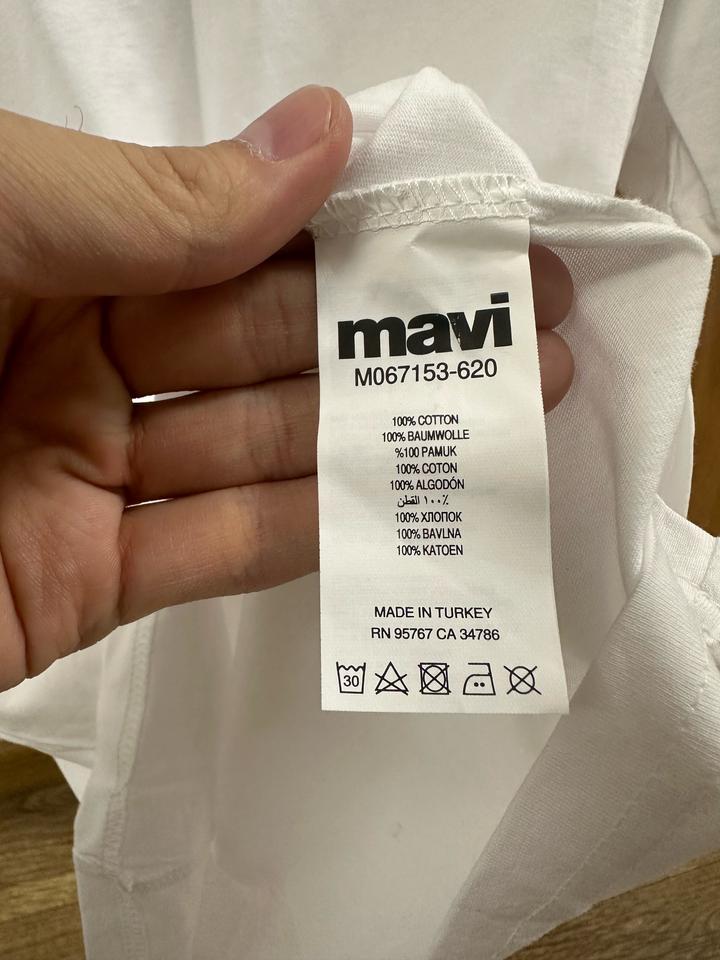 mavi
M067153-620
100% COTTON
100% BAUMWOLLE
%100 PAMUK
100% COTON
100% ALGODÓN
١٠٠٪ القطن
100% ХЛОПОК
100% BAVLNA
100% KATOEN
MADE IN TURKEY
RN 95767 CA 34786
30